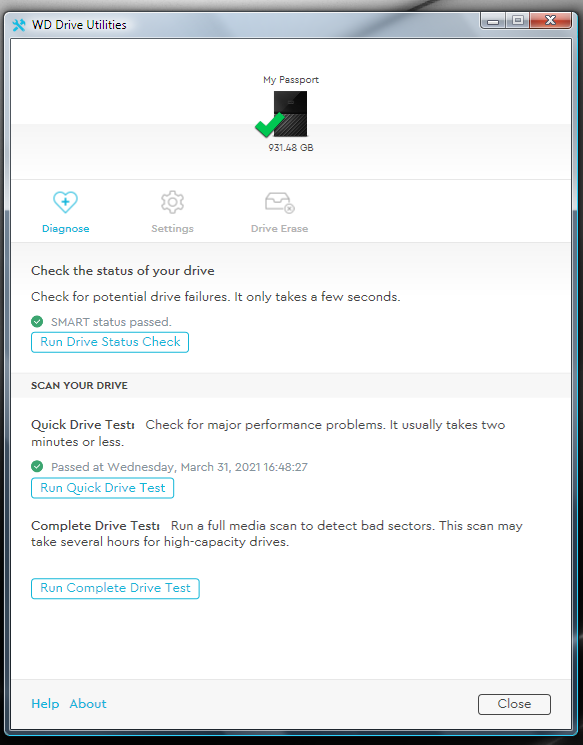 WD Drive Utilities
My Passport
931.48 GB
Diagnose
Settings
Drive Erase
Check the status of your drive
Check for potential drive failures. It only takes a few seconds.
SMART status passed.
Run Drive Status Check
SCAN YOUR DRIVE
Quick Drive Test: Check for major performance problems. It usually takes two
minutes or less.
Passed at Wednesday, March 31, 2021 16:48:27
Run Quick Drive Test
Complete Drive Test: Run a full media scan to detect bad sectors. This scan may
take several hours for high-capacity drives.
Run Complete Drive Test
Help About
Close